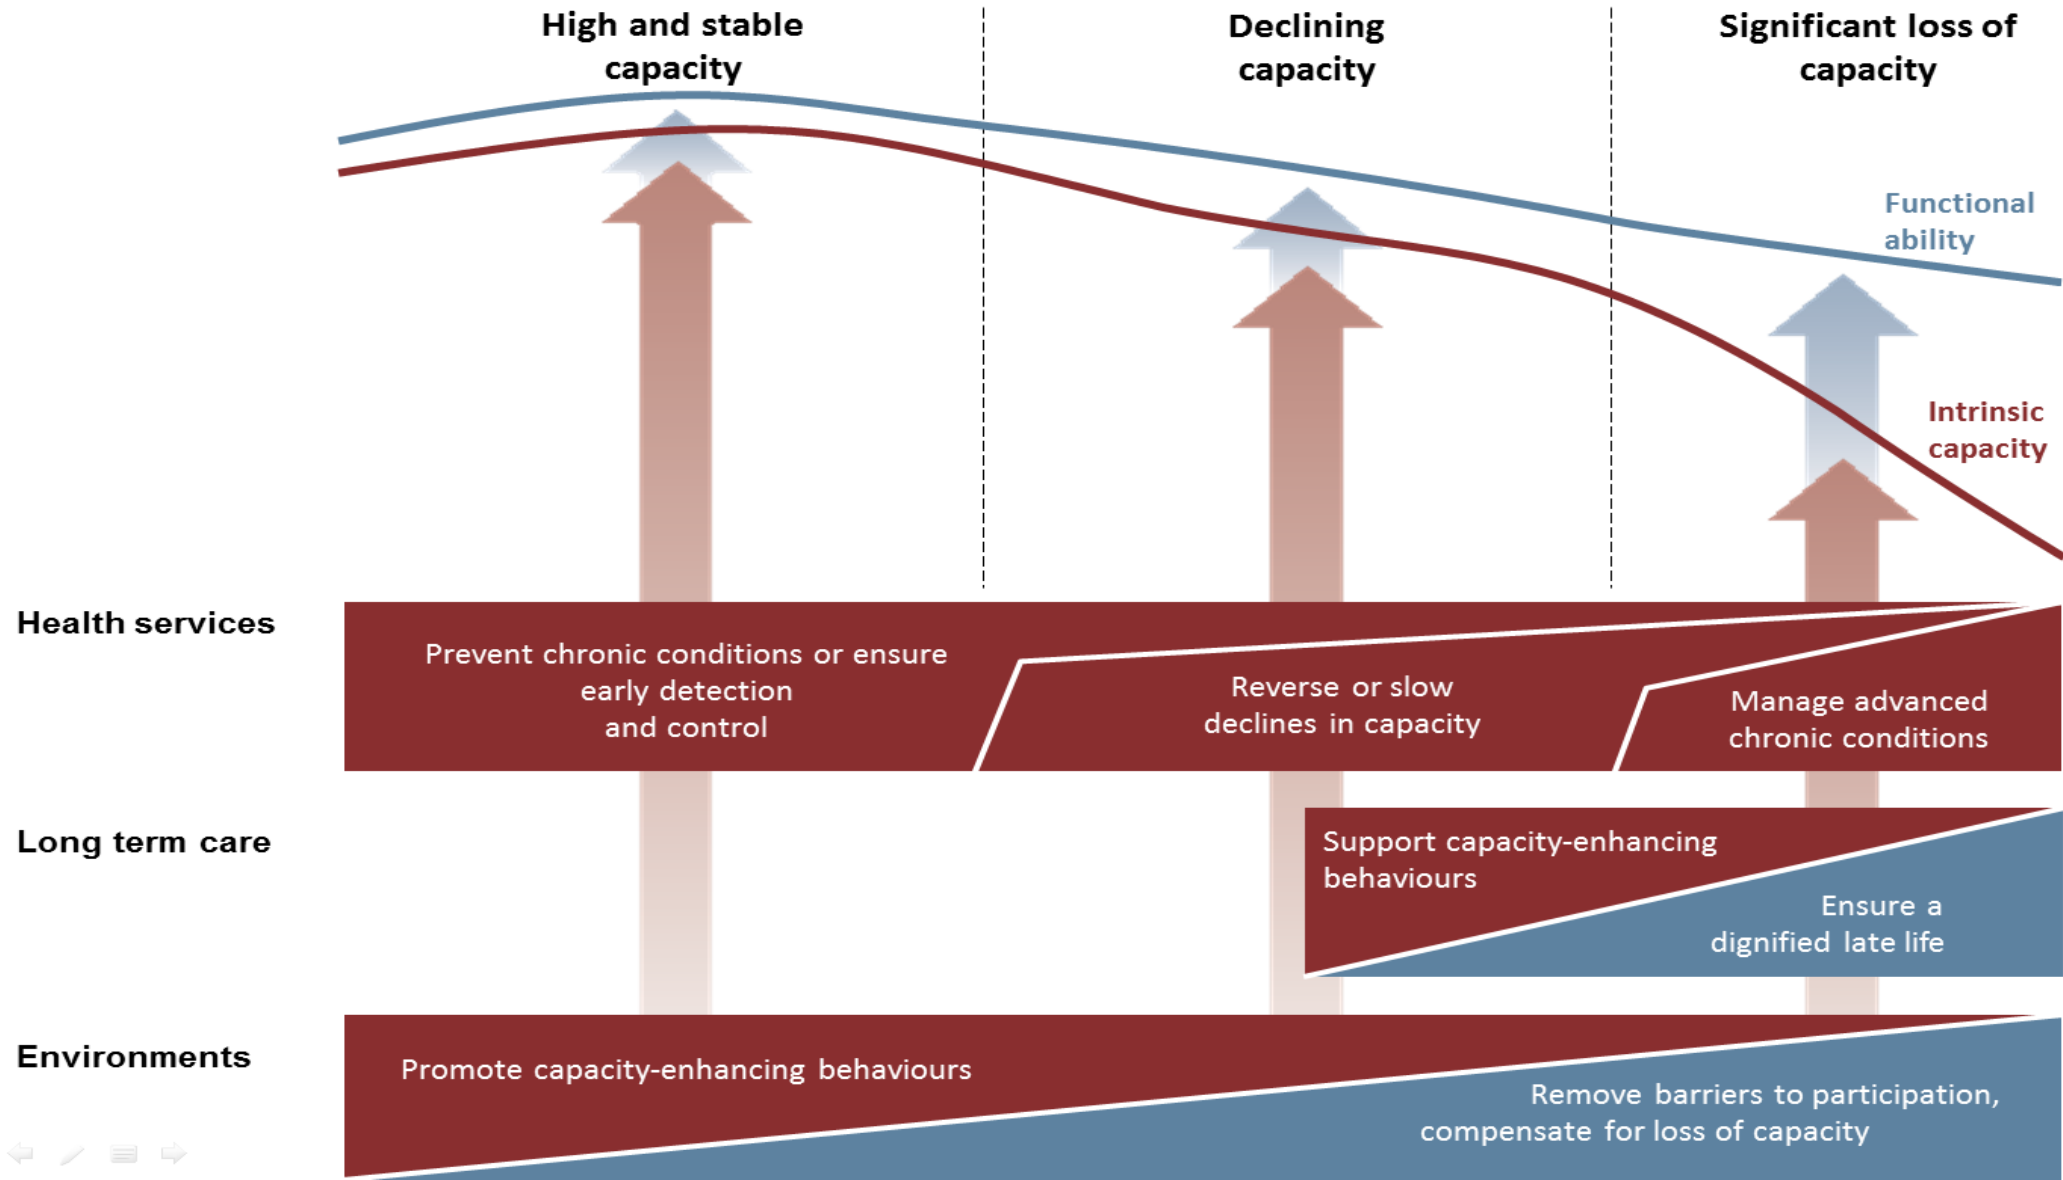 High and stable
capacity
Declining
capacity
Significant loss of
capacity
Functional
ability
Intrinsic
capacity
Health services
Prevent chronic conditions or ensure
early detection
and control
Reverse or slow
declines in capacity
Manage advanced
chronic conditions
Long term care
Support capacity-enhancing
behaviours
Ensure a
dignified late life
Environments
Promote capacity-enhancing behaviours
Remove barriers to participation,
compensate for loss of capacity